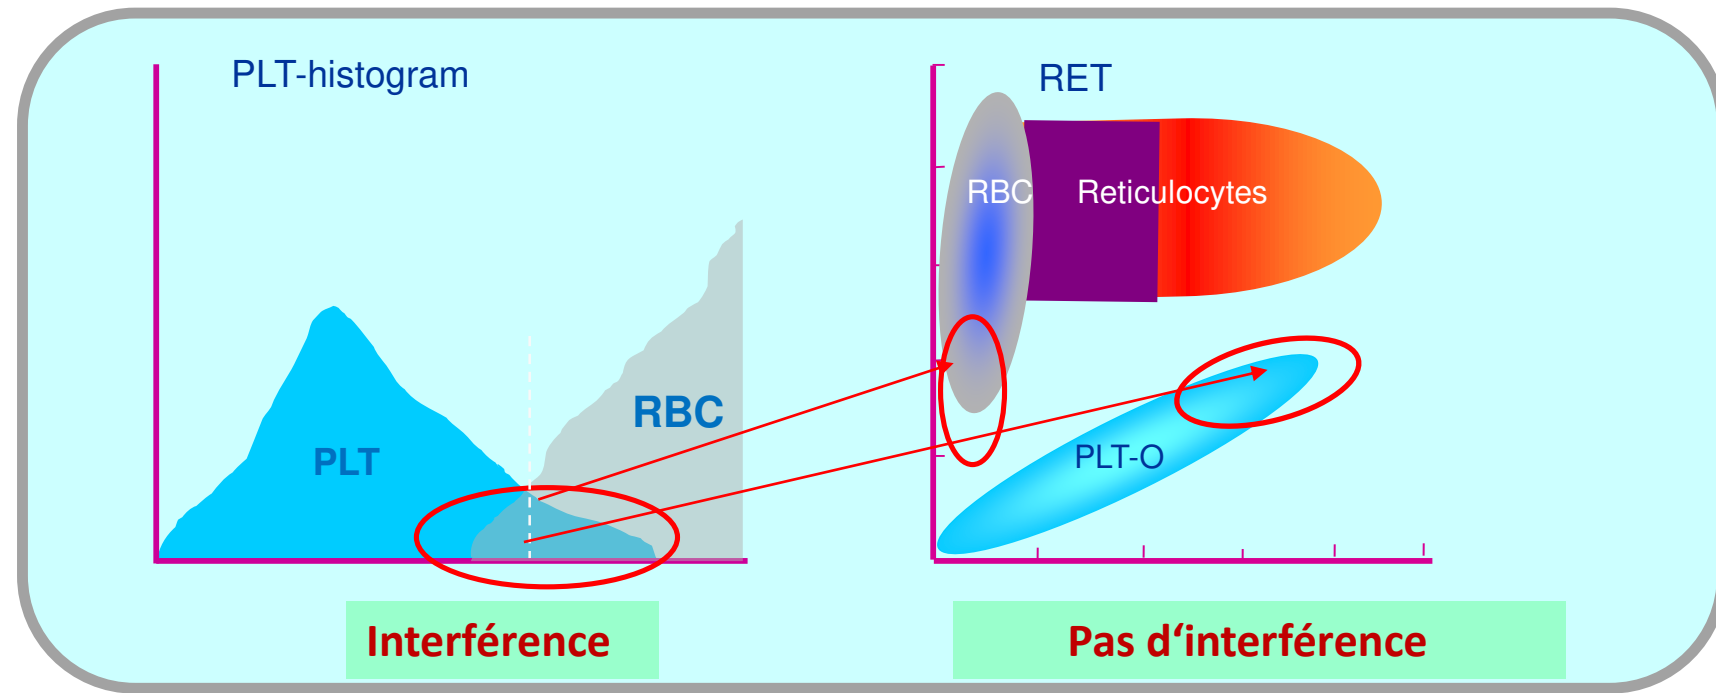 PLT-histogram
PLT
RBC
Interférence
RET
RBC
Reticulocytes
PLT-O
Pas d‘interférence